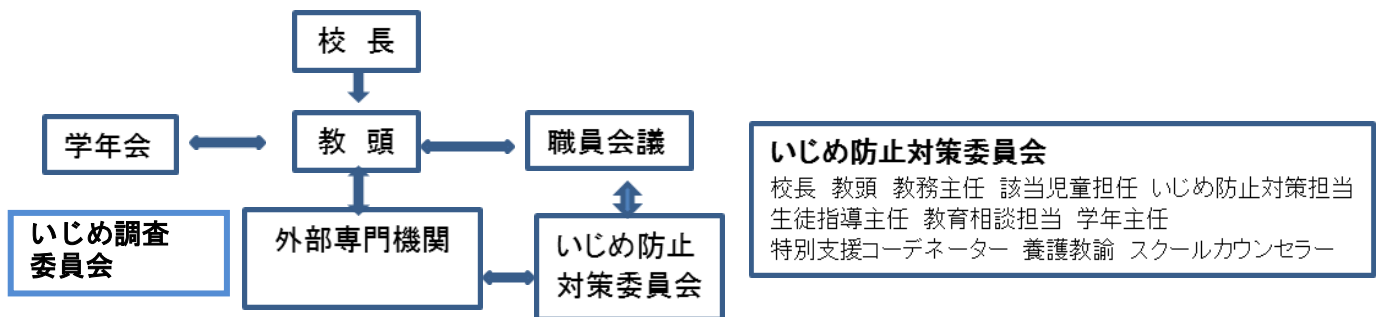 校 長
学年会
教 頭
職員会議
いじめ調査
委員会
外部専門機関
いじめ防止
対策委員会
いじめ防止対策委員会
校長 教頭 教務主任 該当児童担任 いじめ防止対策担当
生徒指導主任 教育相談担当 学年主任
特別支援コーデネーター 養護教諭 スクールカウンセラー